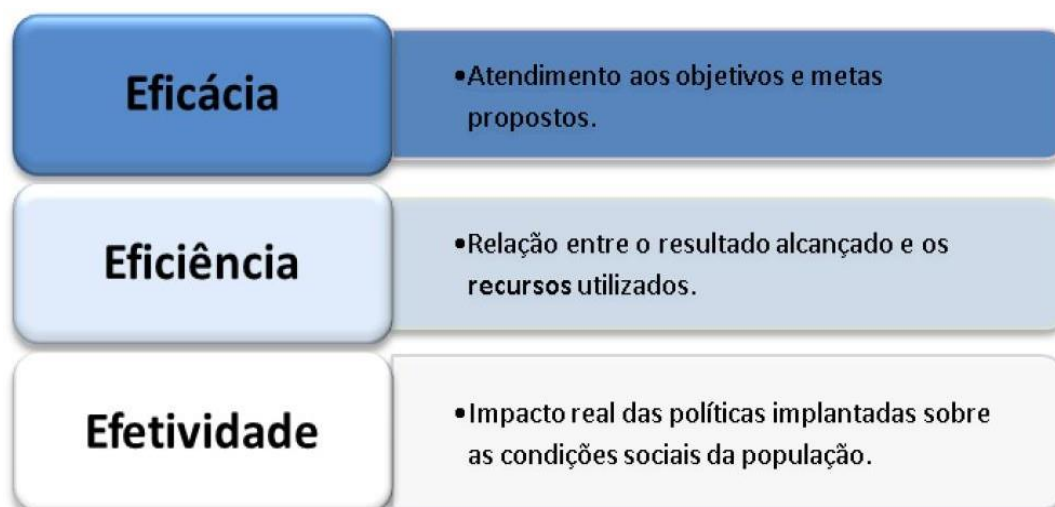 Eficácia
•Atendimento aos objetivos e metas
propostos.
Eficiência
•Relação entre o resultado alcançado e os
recursos utilizados.
Efetividade
•Impacto real das políticas implantadas sobre
as condições sociais da população.